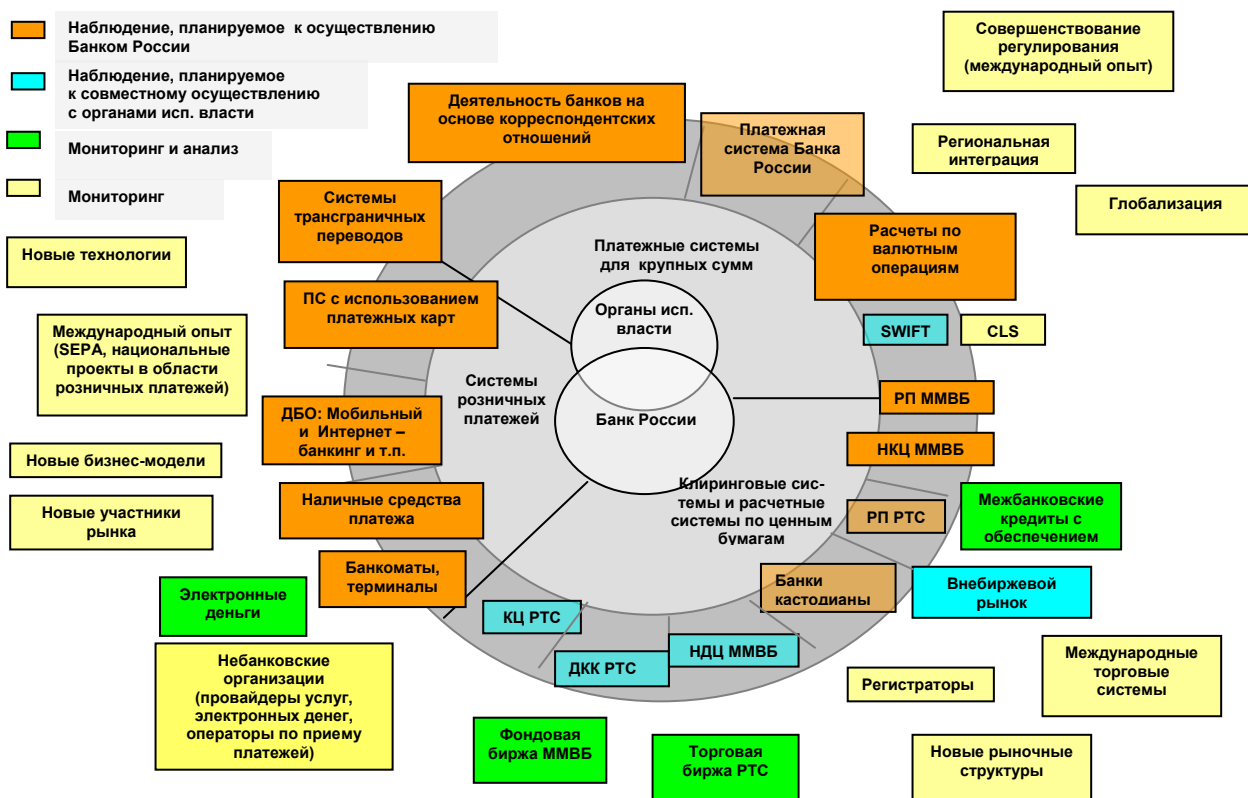 Наблюдение, планируемое к осуществлению
Банком России
Наблюдение, планируемое
к совместному осуществлению
с органами исп. власти
Мониторинг и анализ
Мониторинг
Совершенствование
регулирования
(международный опыт)
Деятельность банков на
основе корреспондентских
отношений
Платежная
система Банка
России
Региональная
интеграция
Глобализация
Системы
трансграничных
переводов
Расчеты по
валютным
операциям
Новые технологии
Платежные системы
для крупных сумм
ПС с использованием
платежных карт
Органы исп.
власти
SWIFT
CLS
Международный опыт
(SEPA, национальные
проекты в области
розничных платежей)
Системы
розничных
платежей
РП ММВБ
ДБО: Мобильный
и Интернет –
банкинг и т.п.
Банк России
НКЦ ММВБ
Новые бизнес-модели
Наличные средства
платежа
Клиринговые сис-
темы и расчетные
системы по ценным
бумагам
РП РТС
Межбанковские
кредиты с
обеспечением
Новые участники
рынка
Банкоматы,
терминалы
Банки
кастодианы
Внебиржевой
рынок
Электронные
деньги
КЦ РТС
ДКК РТС
НДЦ ММВБ
Небанковские
организации
(провайдеры услуг,
электронных денег,
операторы по приему
платежей)
Регистраторы
Международные
торговые
системы
Фондовая
биржа ММВБ
Торговая
биржа РТС
Новые рыночные
структуры